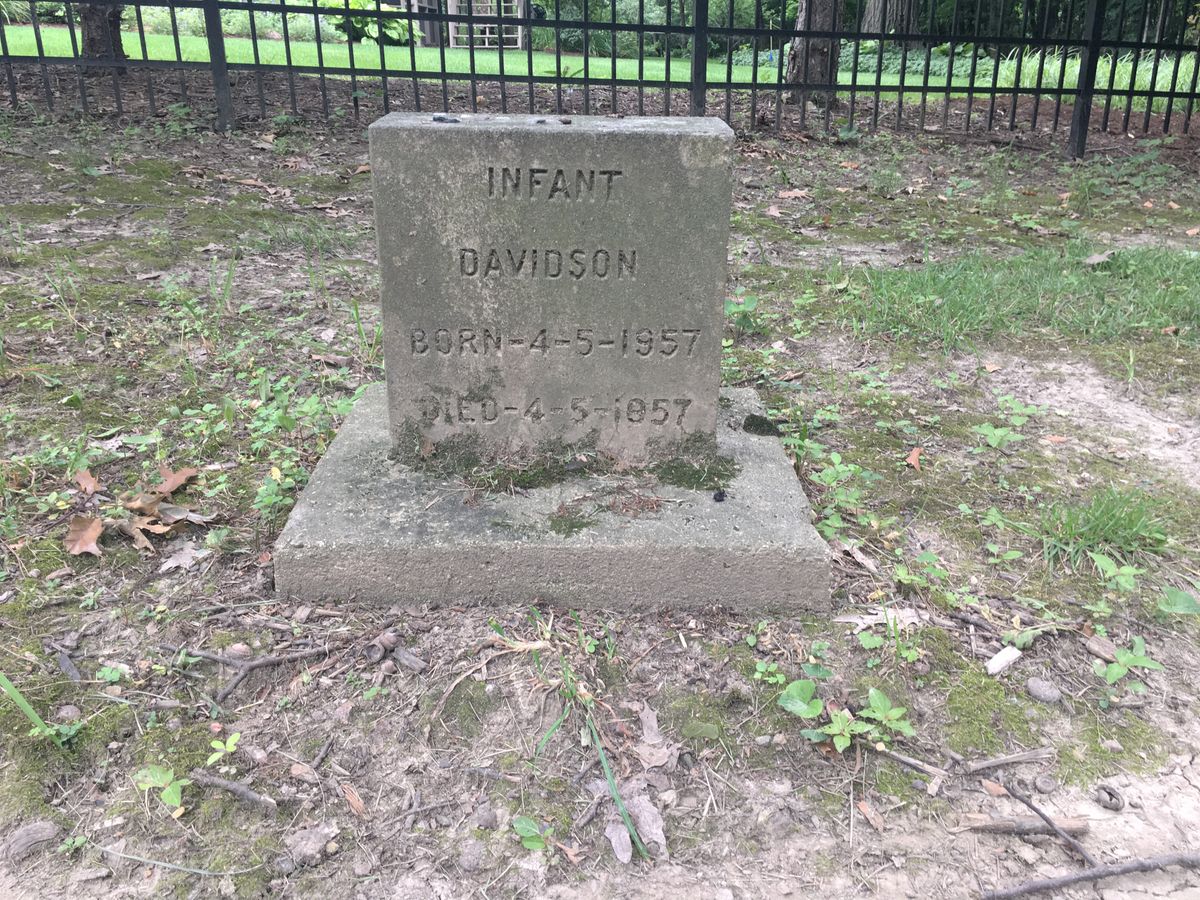 INFANT
DAVIDSON
BORN-4-5-1957
DIED-4-5-1957